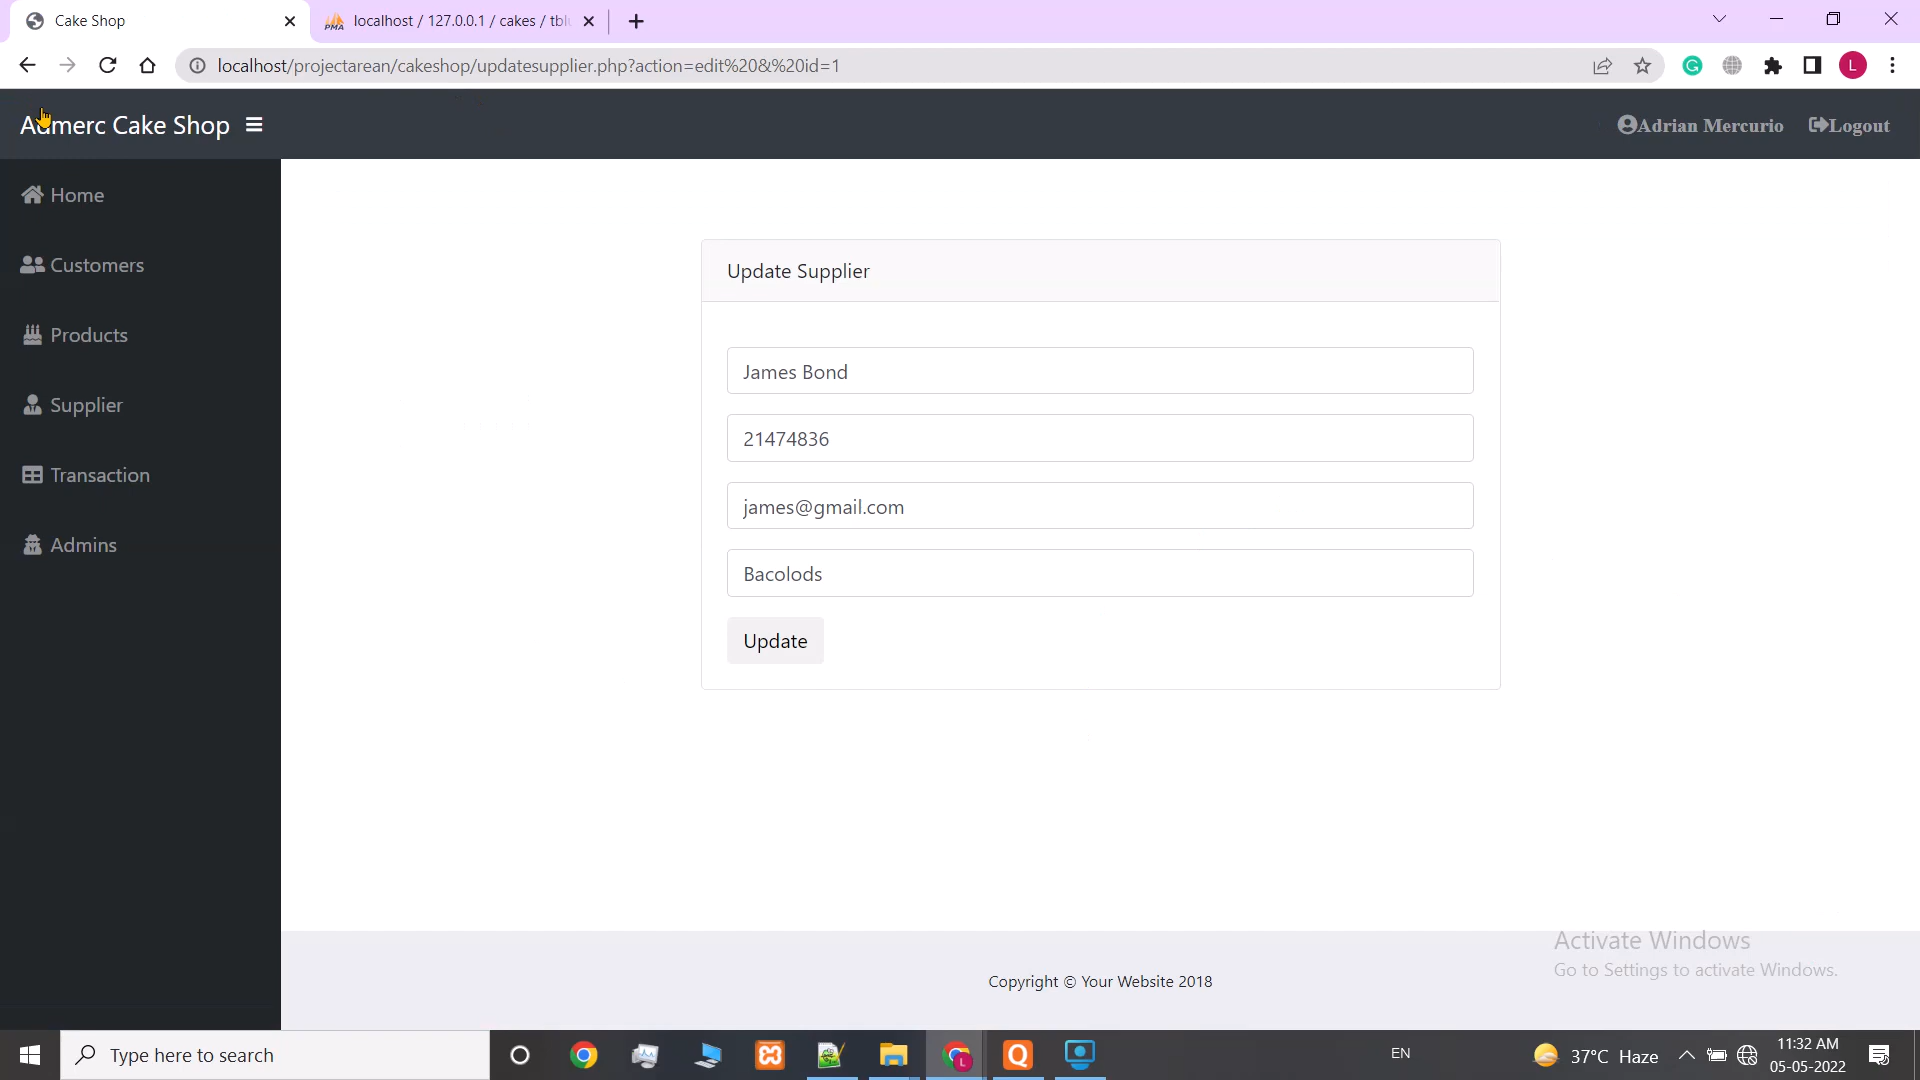 Cake Shop
localhost / 127.0.0.1 / cakes / tbl
localhost/projectarean/cakeshop/updatesupplier.php?action=edit%20&%20id=1
L
Admerc Cake Shop
Adrian Mercurio
Logout
Home
Customers
Products
Supplier
Transaction
Admins
Update Supplier
James Bond
21474836
james@gmail.com
Bacolods
Update
Activate Windows
Go to Settings to activate Windows.
Copyright © Your Website 2018
Type here to search
EN
37°C Haze
11:32 AM
05-05-2022